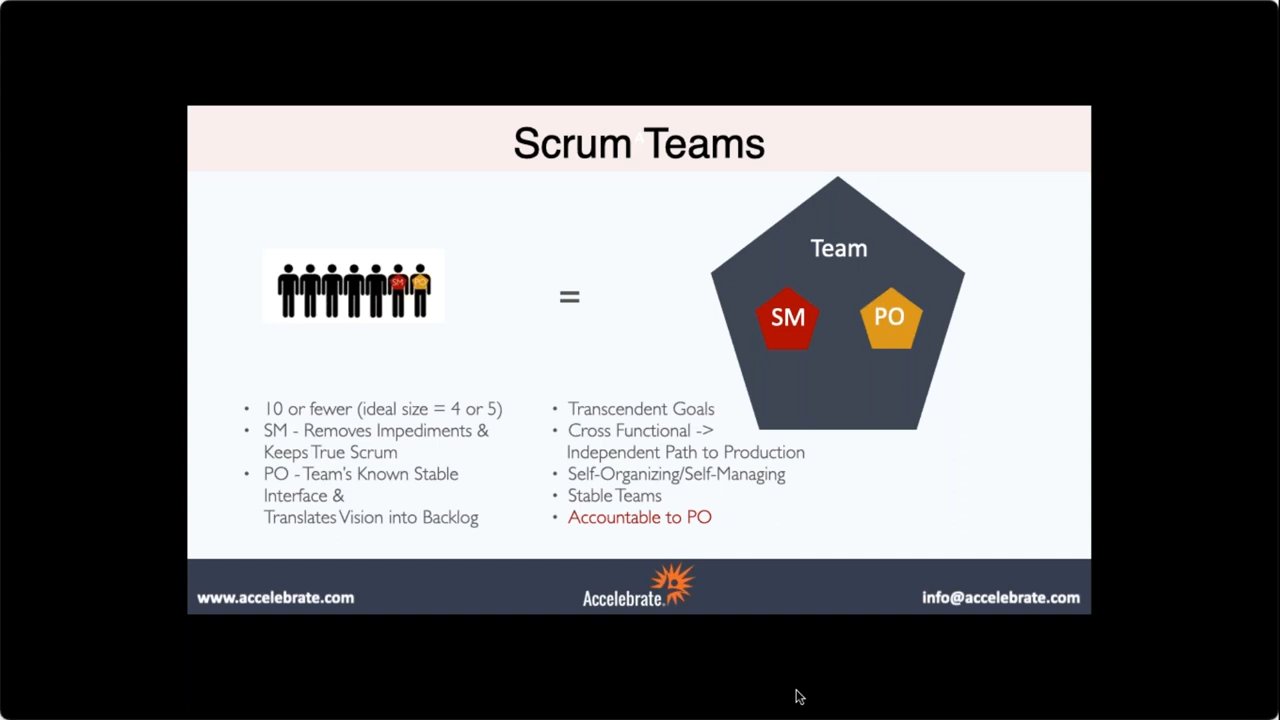 Scrum Teams
Team
SM
PO
SM
PO
=
• 10 or fewer (ideal size = 4 or 5)
• SM - Removes Impediments &
Keeps True Scrum
• PO - Team's Known Stable
Interface &
Translates Vision into Backlog
• Transcendent Goals
• Cross Functional ->
Independent Path to Production
• Self-Organizing/Self-Managing
• Stable Teams
• Accountable to PO
www.accelebrate.com
Accelebrate
info@accelebrate.com